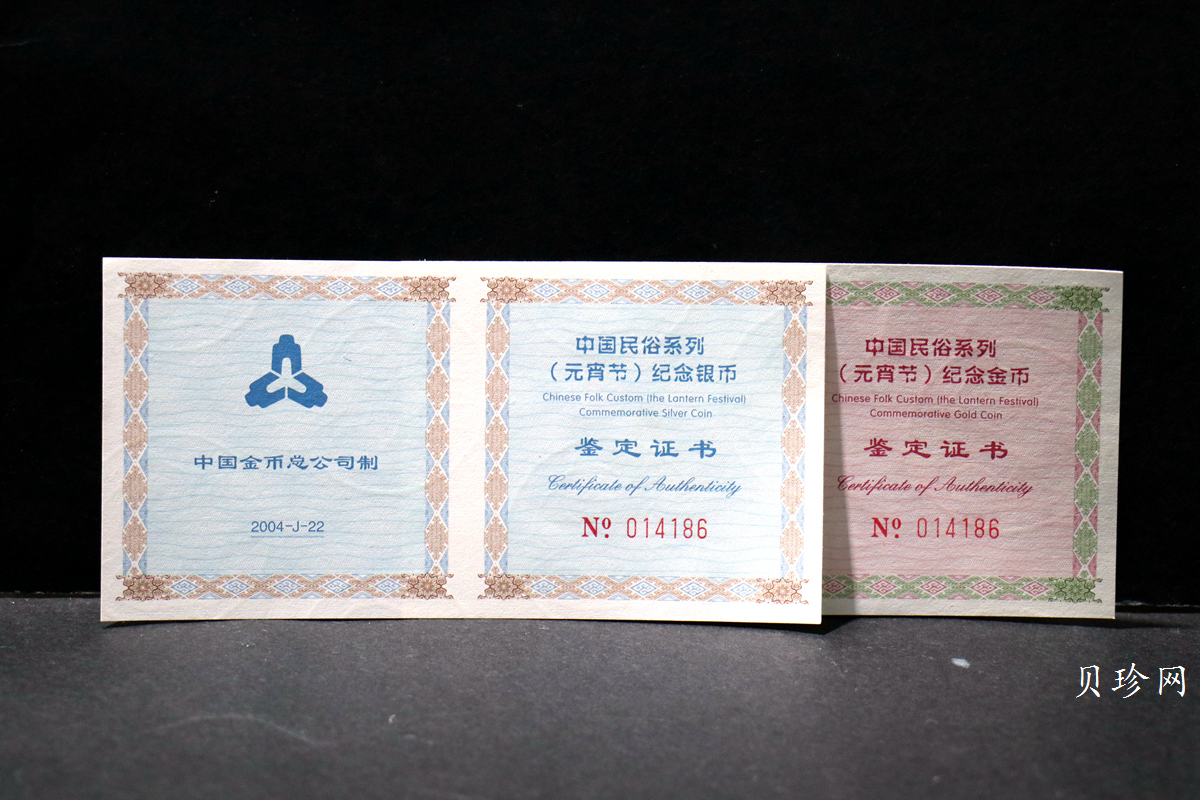 中国金币总公司制
2004-J-22
中国民俗系列
（元宵节）纪念银币
Chinese Folk Custom (the Lantern Festival)
Commemorative Silver Coin
鉴定证书
Certificate of Authenticity
Nº 014186
中国民俗系列
（元宵节）纪念金币
Chinese Folk Custom (the Lantern Festival)
Commemorative Gold Coin
鉴定证书
Certificate of Authenticity
Nº 014186
贝珍网